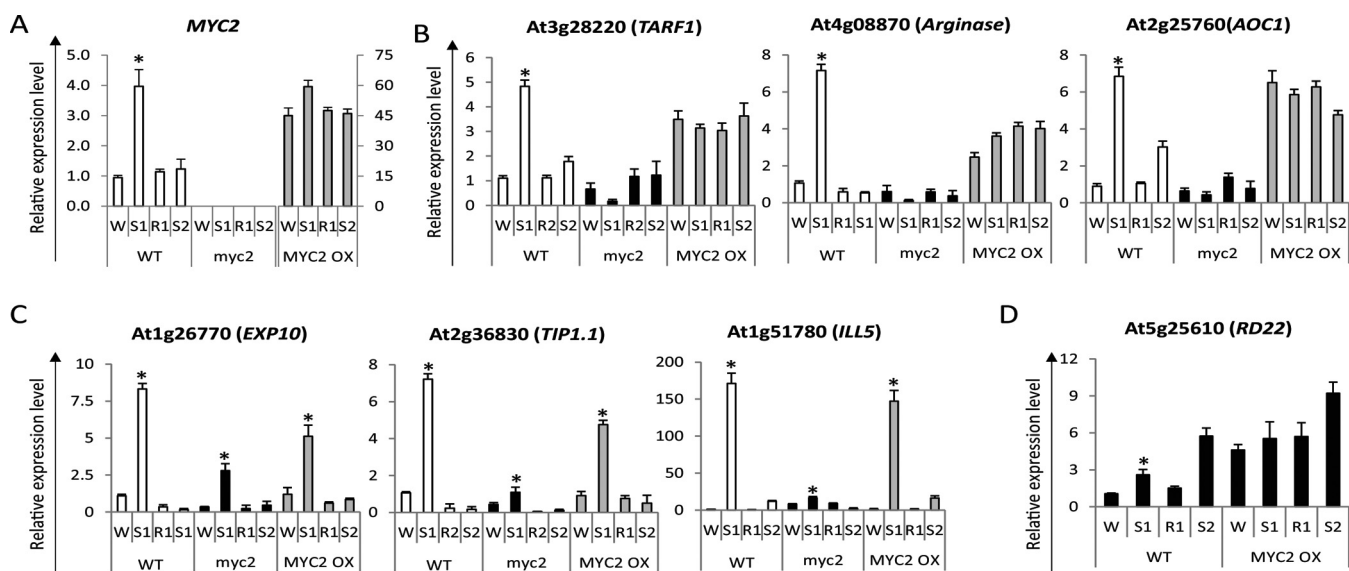 A
MYC2
Relative expression level
5.0
4.0
3.0
2.0
1.0
0.0
*
75
60
45
30
15
0
W S1 R1 S2 W S1 R1 S2 W S1 R1 S2
WT myc2 MYC2 OX
B
At3g28220 (TARF1)
Relative expression level
6
5
4
3
2
1
0
*
W S1 R2 S2 W S1 R2 S2 W S1 R1 S2
WT myc2 MYC2 OX
At4g08870 (Arginase)
8
6
4
2
0
*
W S1 R1 S2 W S1 R1 S2 W S1 R1 S2
WT myc2 MYC2 OX
At2g25760 (AOC1)
8
6
4
2
0
*
W S1 R1 S2 W S1 R1 S2 W S1 R1 S2
WT myc2 MYC2 OX
C
At1g26770 (EXP10)
Relative expression level
10
7.5
5
2.5
0
* * *
W S1 R1 S1 W S1 R1 S2 W S1 R1 S2
WT myc2 MYC2 OX
At2g36830 (TIP1.1)
8
6
4
2
0
* * *
W S1 R2 S2 W S1 R2 S2 W S1 R1 S2
WT myc2 MYC2 OX
At1g51780 (ILL5)
200
150
100
50
0
* * *
W S1 R1 S2 W S1 R1 S2 W S1 R1 S2
WT myc2 MYC2 OX
D
At5g25610 (RD22)
Relative expression level
12
9
6
3
0
*
W S1 R1 S2 W S1 R1 S2
WT MYC2 OX